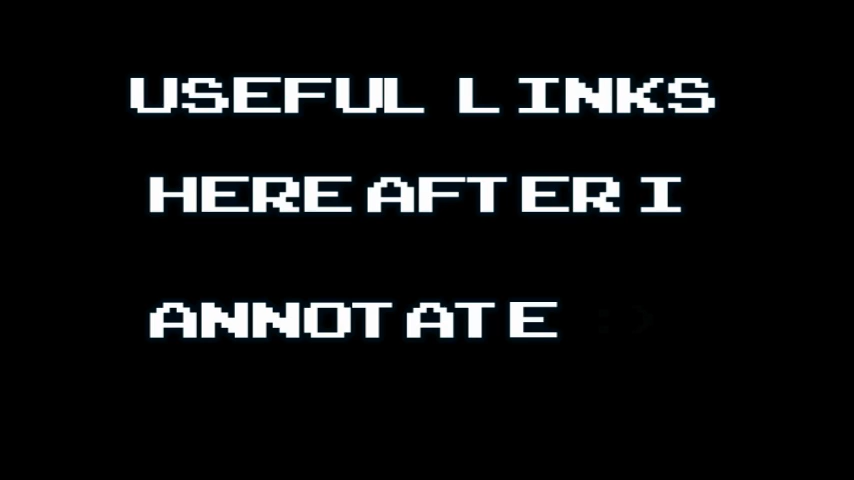 USEFUL LINKS
HERE AFTER I
ANNOTATE :)